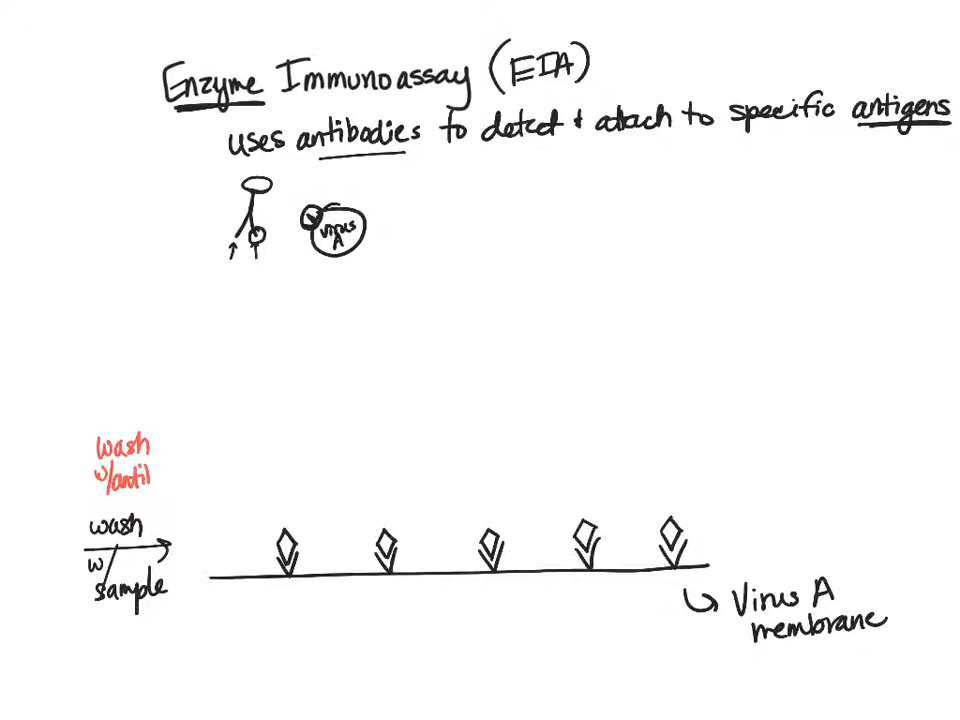 Enzyme Immunoassay (EIA)
uses antibodies to detect + attach to specific antigens
virus
A
wash
w/antil
wash
w/
sample
Virus A
membrane